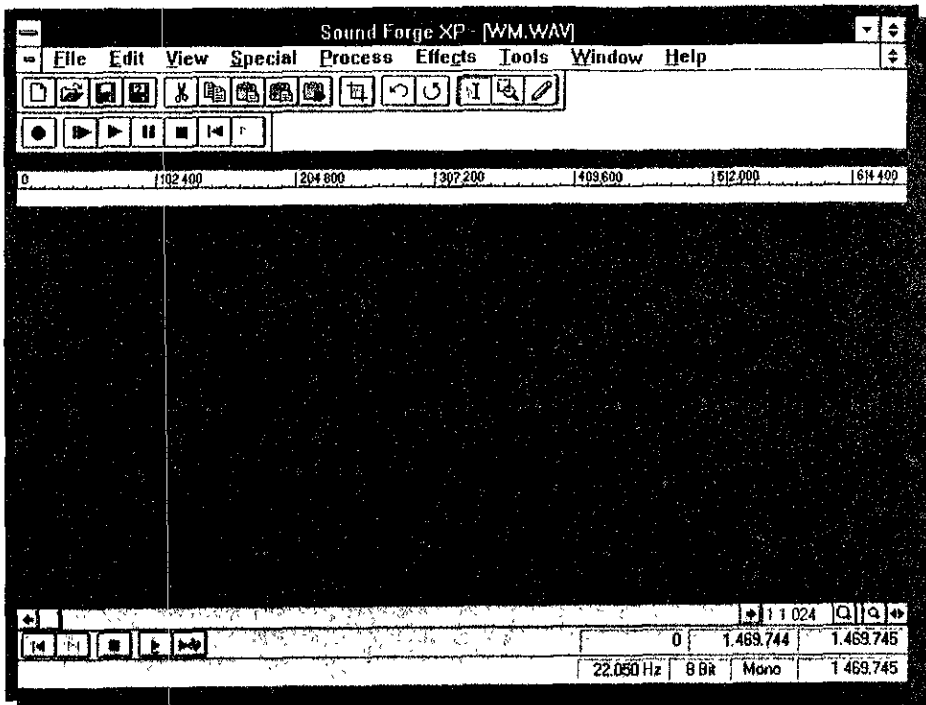 Sound Forge XP - [WM.WAV]
File Edit View Special Process Effects Tools Window Help
0 102 400 204 800 307,200 409,600 512,000 614 400
1 1 024
0 1.469.744 1.469.745
22.050 Hz 8 Bit Mono 1 469.745